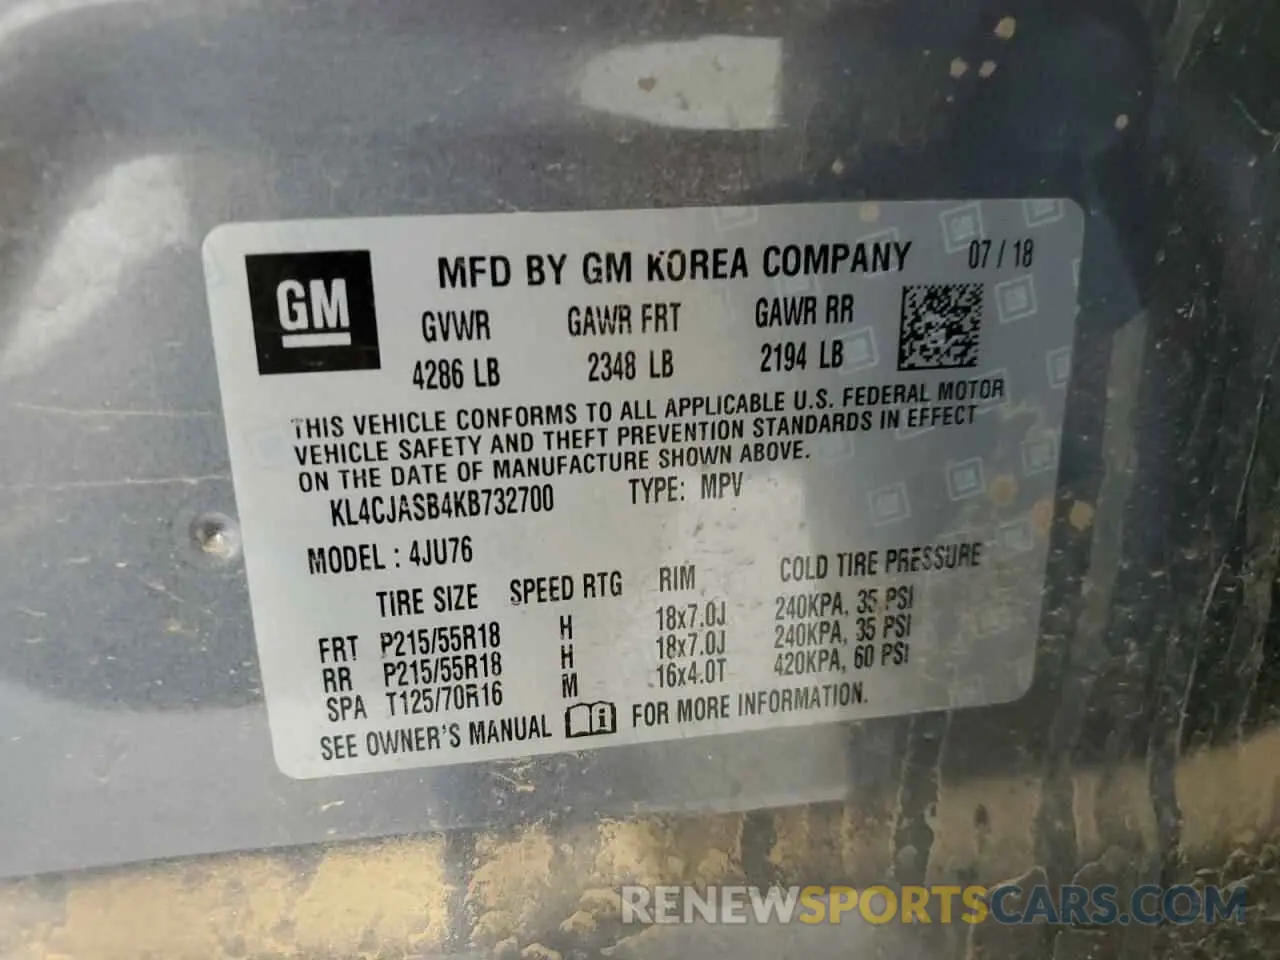 GM
MFD BY GM KOREA COMPANY 07/18
GVWR GAWR FRT GAWR RR
4286 LB 2348 LB 2194 LB
THIS VEHICLE CONFORMS TO ALL APPLICABLE U.S. FEDERAL MOTOR
VEHICLE SAFETY AND THEFT PREVENTION STANDARDS IN EFFECT
ON THE DATE OF MANUFACTURE SHOWN ABOVE.
KL4CJASB4KB732700 TYPE: MPV
MODEL : 4JU76
TIRE SIZE SPEED RTG RIM COLD TIRE PRESSURE
FRT P215/55R18 H 18x7.0J 240KPA, 35 PSI
RR P215/55R18 H 18x7.0J 240KPA, 35 PSI
SPA T125/70R16 M 16x4.0T 420KPA, 60 PSI
SEE OWNER'S MANUAL i FOR MORE INFORMATION.
RENEWSPORTSCARS.COM